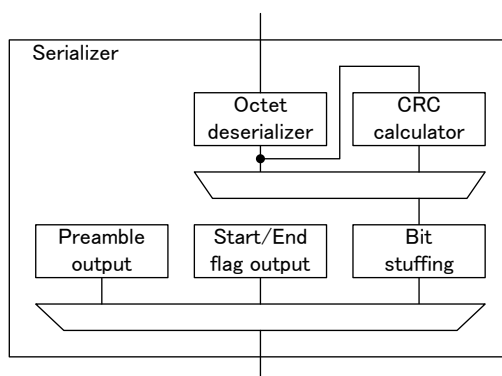 Serializer
Octet
deserializer
CRC
calculator
Preamble
output
Start/End
flag output
Bit
stuffing